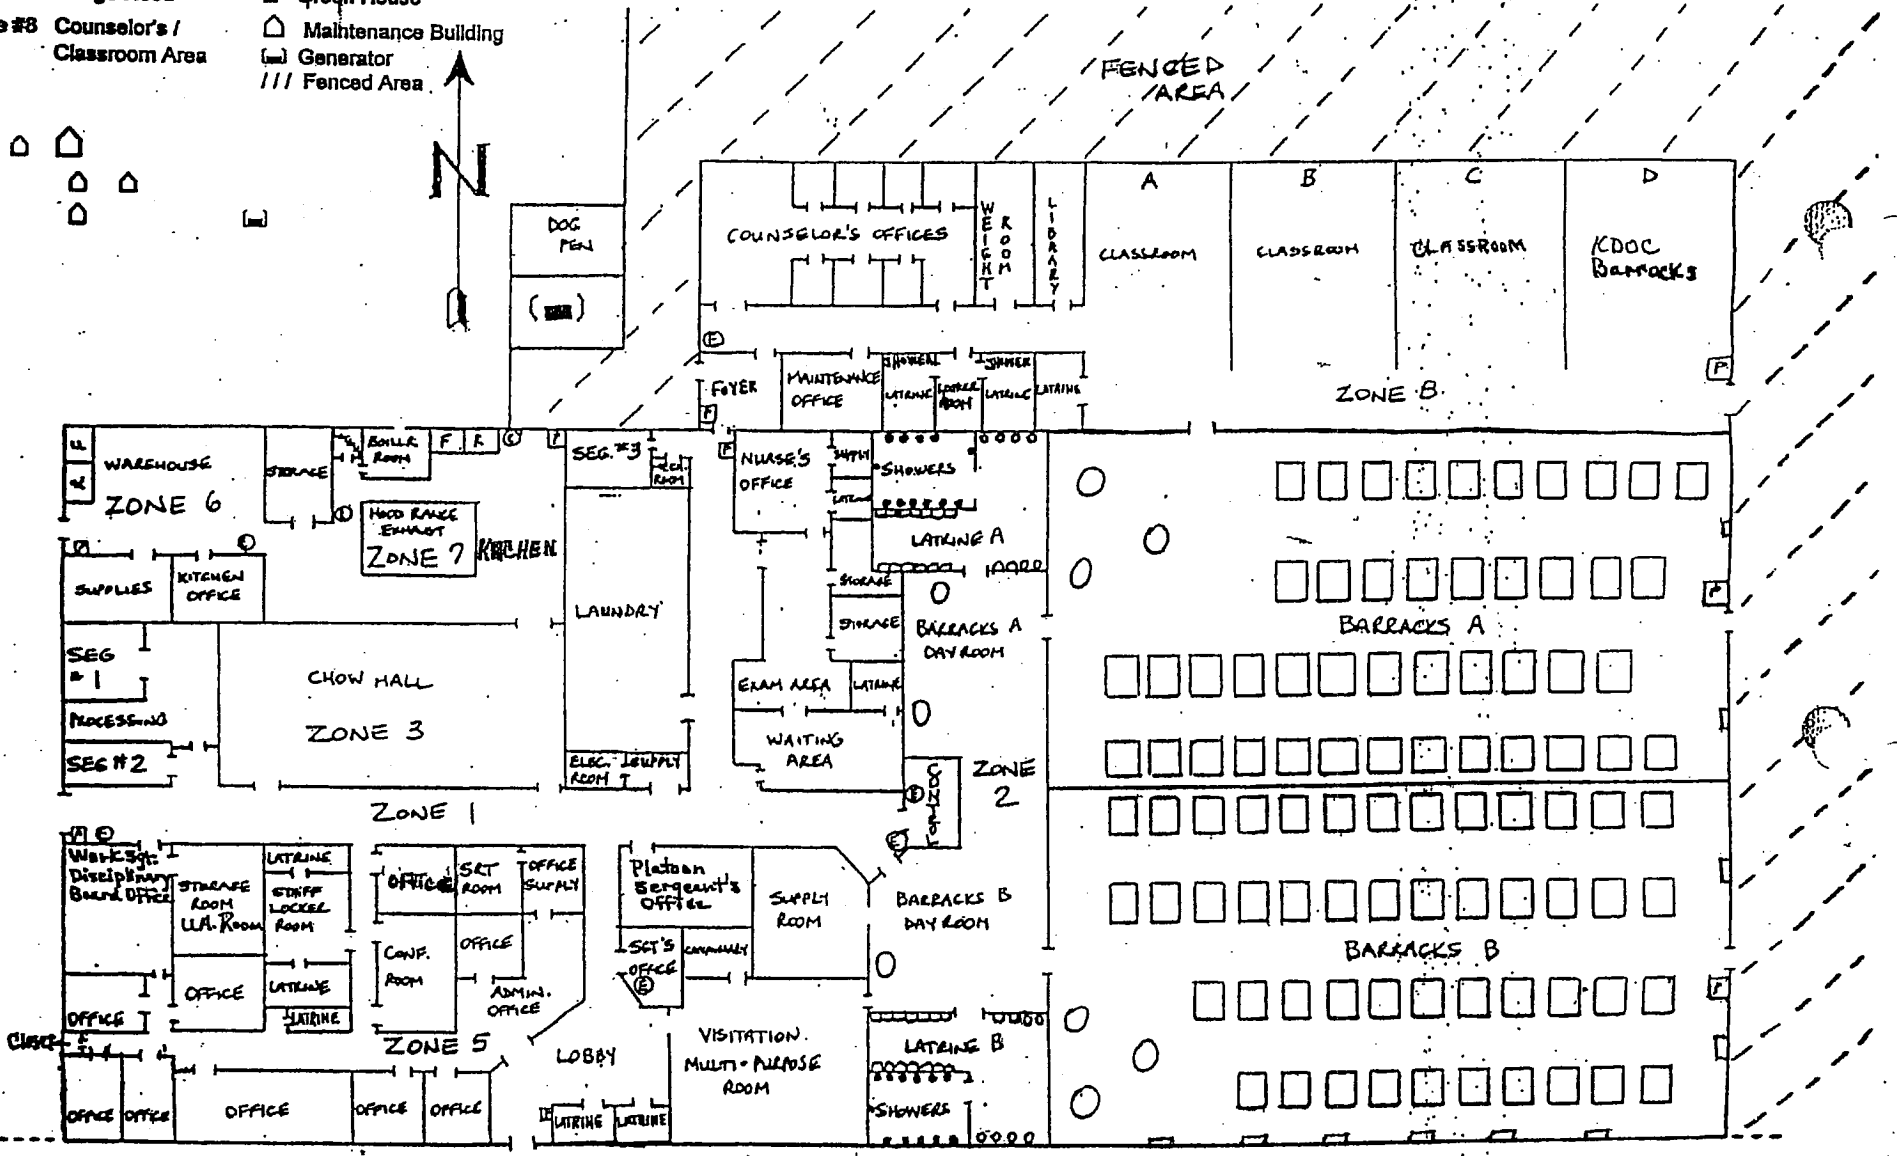 Green House
#8 Counselor's /
Classroom Area
Maintenance Building
Generator
/// Fenced Area
N
FENCED
AREA
DOG
PEN
COUNSELOR'S OFFICES
WEIGHT
ROOM
LIBRARY
A
CLASSROOM
B
CLASSROOM
C
CLASSROOM
D
KDOC
Barracks
E
FOYER
F
MAINTENANCE
OFFICE
SHOWER
LATRINE
LOCKER
ROOM
SHOWER
LATRINE
LATRINE
ZONE 8
P
F
R
WAREHOUSE
ZONE 6
STORAGE
BOILER
ROOM
F
R
SEG. #3
ROOM
NURSE'S
OFFICE
SUPPLY
LATRINE
SHOWERS
LATRINE A
HOOD RANGE
EXHAUST
ZONE 7
KITCHEN
SUPPLIES
KITCHEN
OFFICE
LAUNDRY
STORAGE
STORAGE
BARRACKS A
DAY ROOM
BARRACKS A
SEG
#1
PROCESSING
SEG #2
CHOW HALL
ZONE 3
EXAM AREA
LATRINE
WAITING
AREA
ELEC.
ROOM
SUPPLY
ZONE
2
ZONE 1
A
E
Work Sgt.
Disciplinary
Board Office
STORAGE
ROOM
U.A. Room
LATRINE
STAFF
LOCKER
ROOM
OFFICE
SRT
ROOM
OFFICE
SUPPLY
Platoon
Sergeant's
Office
SUPPLY
ROOM
BARRACKS B
DAY ROOM
BARRACKS B
OFFICE
OFFICE
LATRINE
LATRINE
CONF.
ROOM
OFFICE
ADMIN.
OFFICE
SGT'S
OFFICE
E
Closet
ZONE 5
LOBBY
VISITATION
MULTI-PURPOSE
ROOM
LATRINE B
OFFICE
OFFICE
OFFICE
OFFICE
OFFICE
LATRINE
LATRINE
SHOWERS